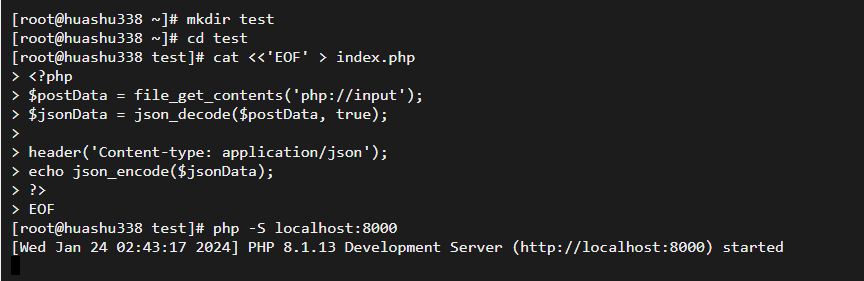 [root@huashu338 ~]# mkdir test
[root@huashu338 ~]# cd test
[root@huashu338 test]# cat <<'EOF' > index.php
> <?php
> $postData = file_get_contents('php://input');
> $jsonData = json_decode($postData, true);
>
> header('Content-type: application/json');
> echo json_encode($jsonData);
> ?>
> EOF
[root@huashu338 test]# php -S localhost:8000
[Wed Jan 24 02:43:17 2024] PHP 8.1.13 Development Server (http://localhost:8000) started